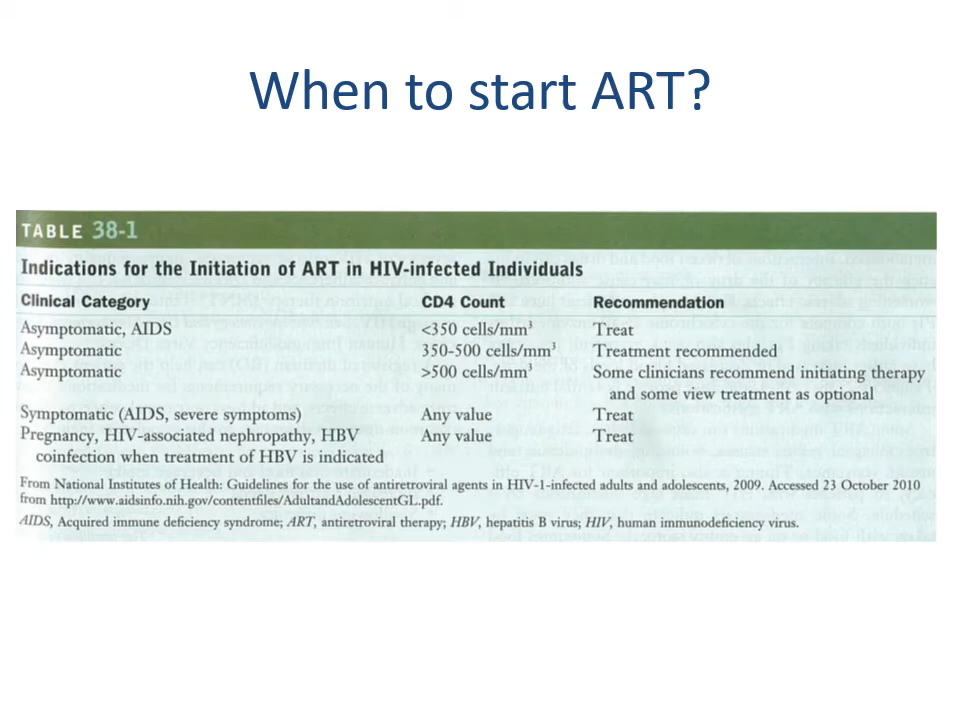 When to start ART?
TABLE 38-1
Indications for the Initiation of ART in HIV-infected Individuals
Clinical Category CD4 Count Recommendation
Asymptomatic, AIDS <350 cells/mm³ Treat
Asymptomatic 350-500 cells/mm³ Treatment recommended
Asymptomatic >500 cells/mm³ Some clinicians recommend initiating therapy
and some view treatment as optional
Symptomatic (AIDS, severe symptoms) Any value Treat
Pregnancy, HIV-associated nephropathy, HBV Any value Treat
coinfection when treatment of HBV is indicated
From National Institutes of Health: Guidelines for the use of antiretroviral agents in HIV-1-infected adults and adolescents, 2009. Accessed 23 October 2010
from http://www.aidsinfo.nih.gov/contentfiles/AdultandAdolescentGL.pdf.
AIDS, Acquired immune deficiency syndrome; ART, antiretroviral therapy; HBV, hepatitis B virus; HIV, human immunodeficiency virus.